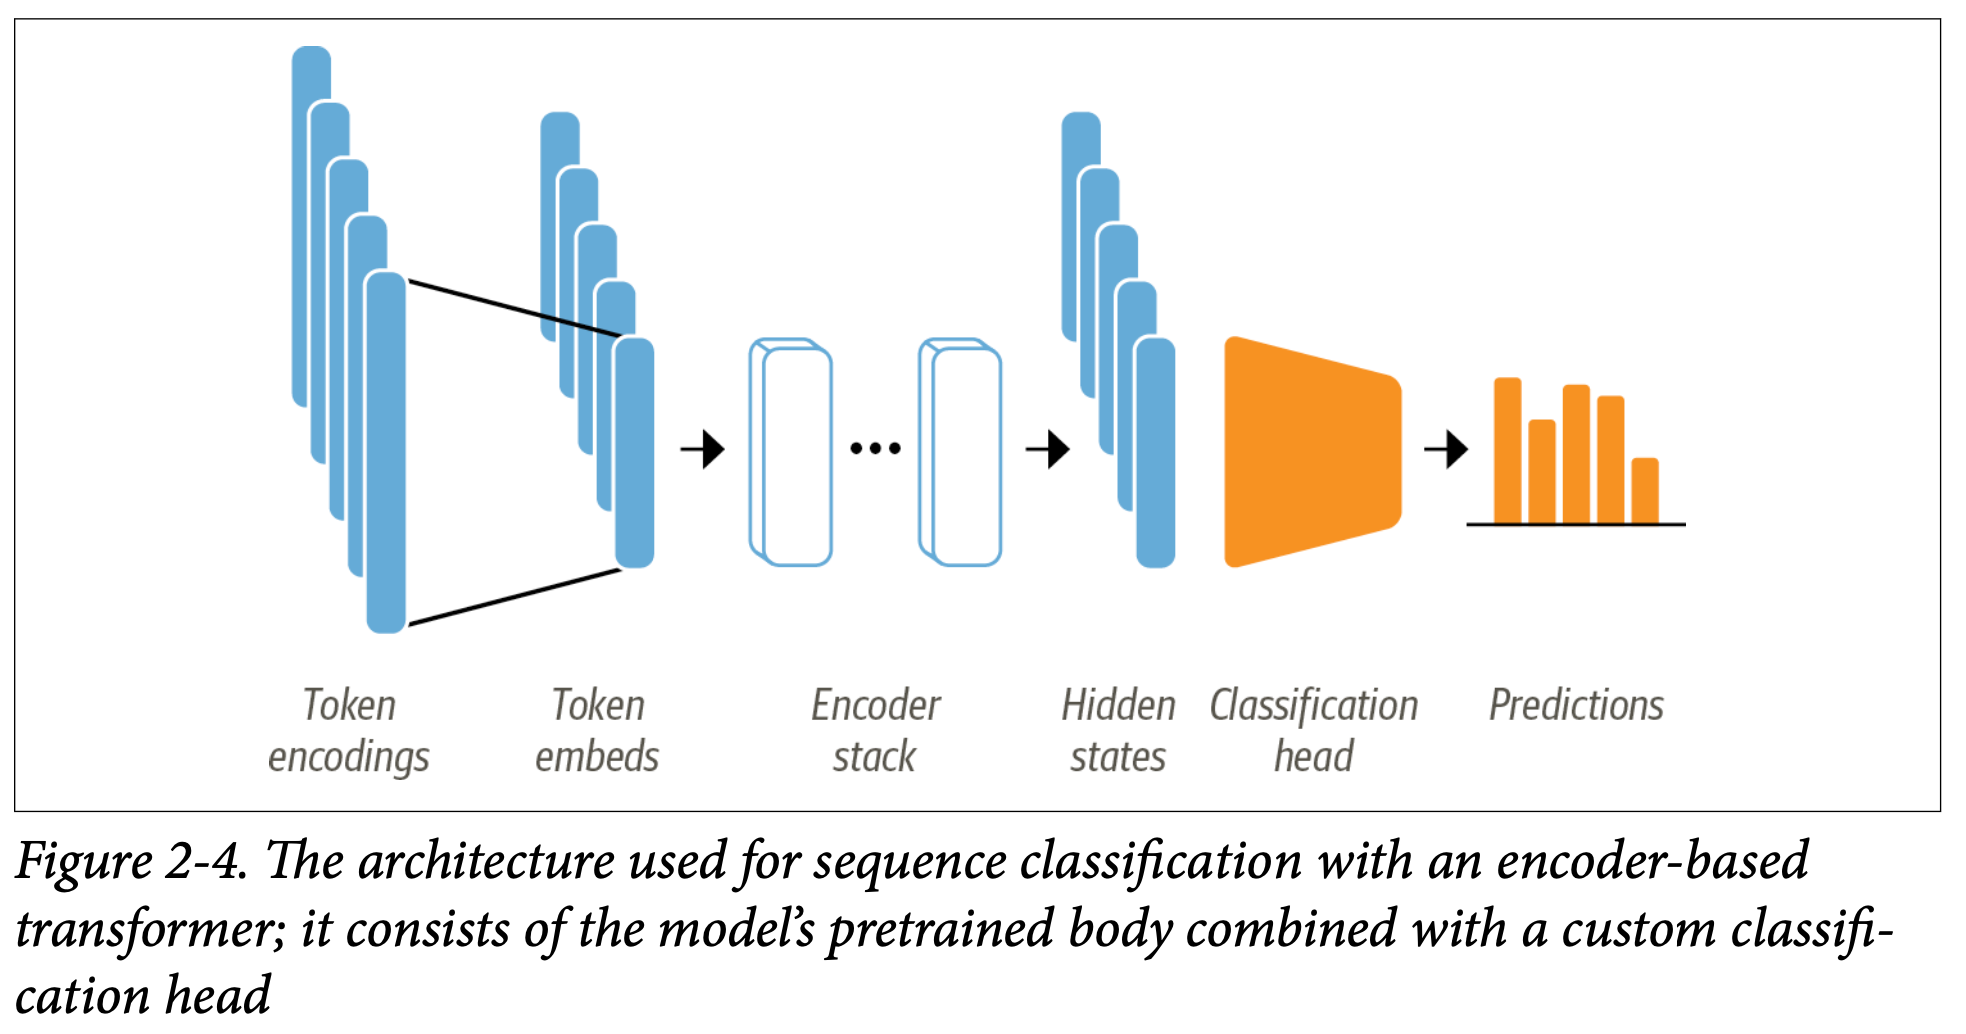 Token encodings
Token embeds
Encoder stack
Hidden states
Classification head
Predictions
Figure 2-4. The architecture used for sequence classification with an encoder-based
transformer; it consists of the model’s pretrained body combined with a custom classifi-
cation head